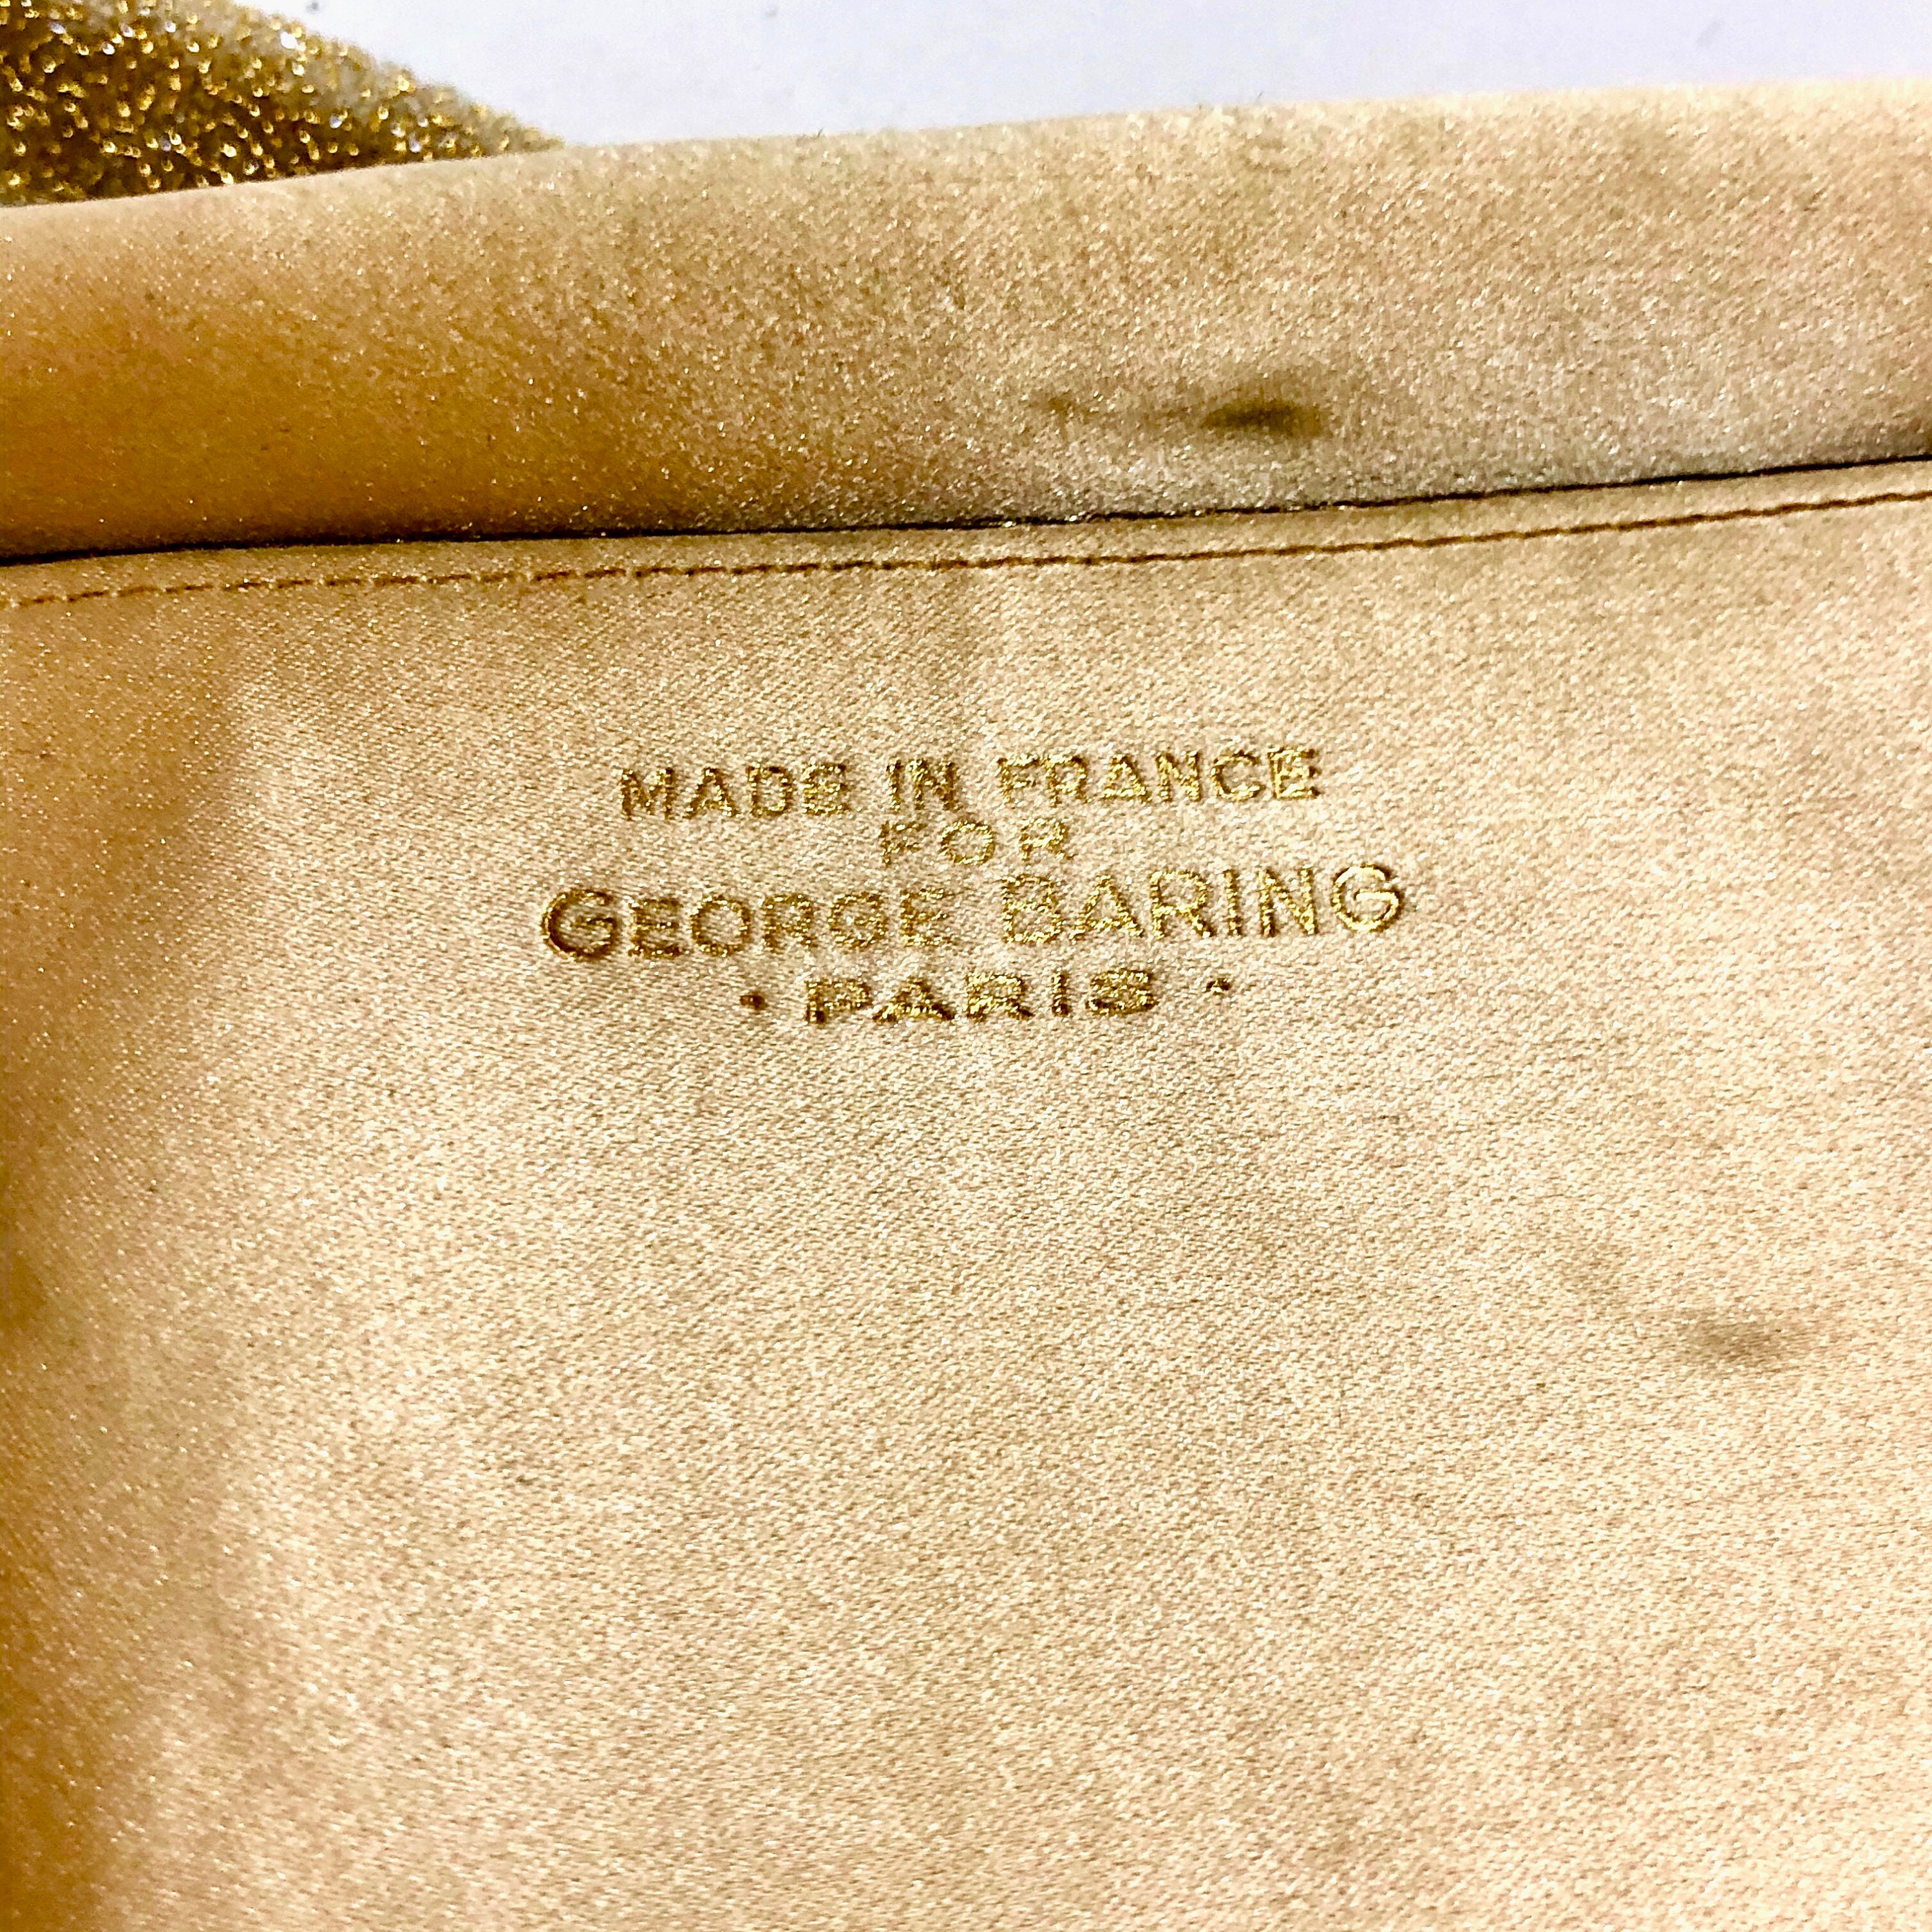 MADE IN FRANCE
FOR
GEORGE BARING
• PARIS •